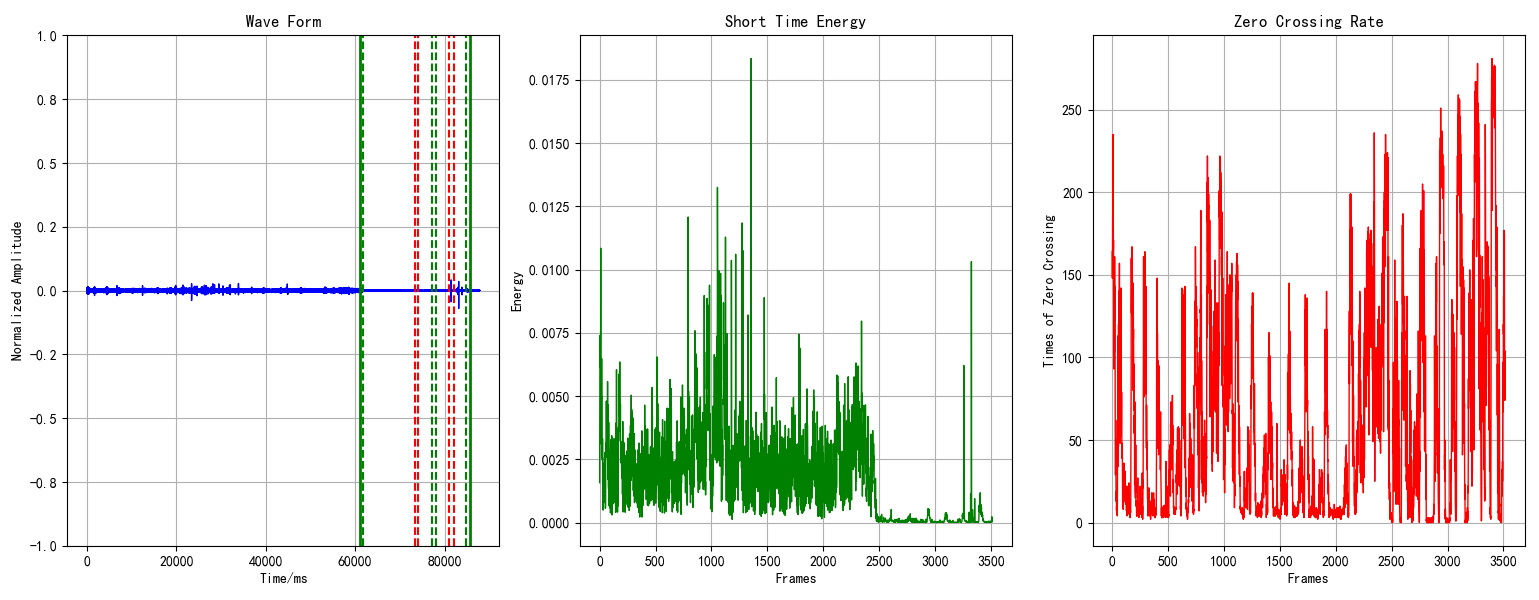 Wave Form
Normalized Amplitude
1.0
0.8
0.5
0.2
0.0
−0.2
−0.5
−0.8
−1.0
0 20000 40000 60000 80000
Time/ms
Short Time Energy
Energy
0.0175
0.0150
0.0125
0.0100
0.0075
0.0050
0.0025
0.0000
0 500 1000 1500 2000 2500 3000 3500
Frames
Zero Crossing Rate
Times of Zero Crossing
250
200
150
100
50
0
0 500 1000 1500 2000 2500 3000 3500
Frames